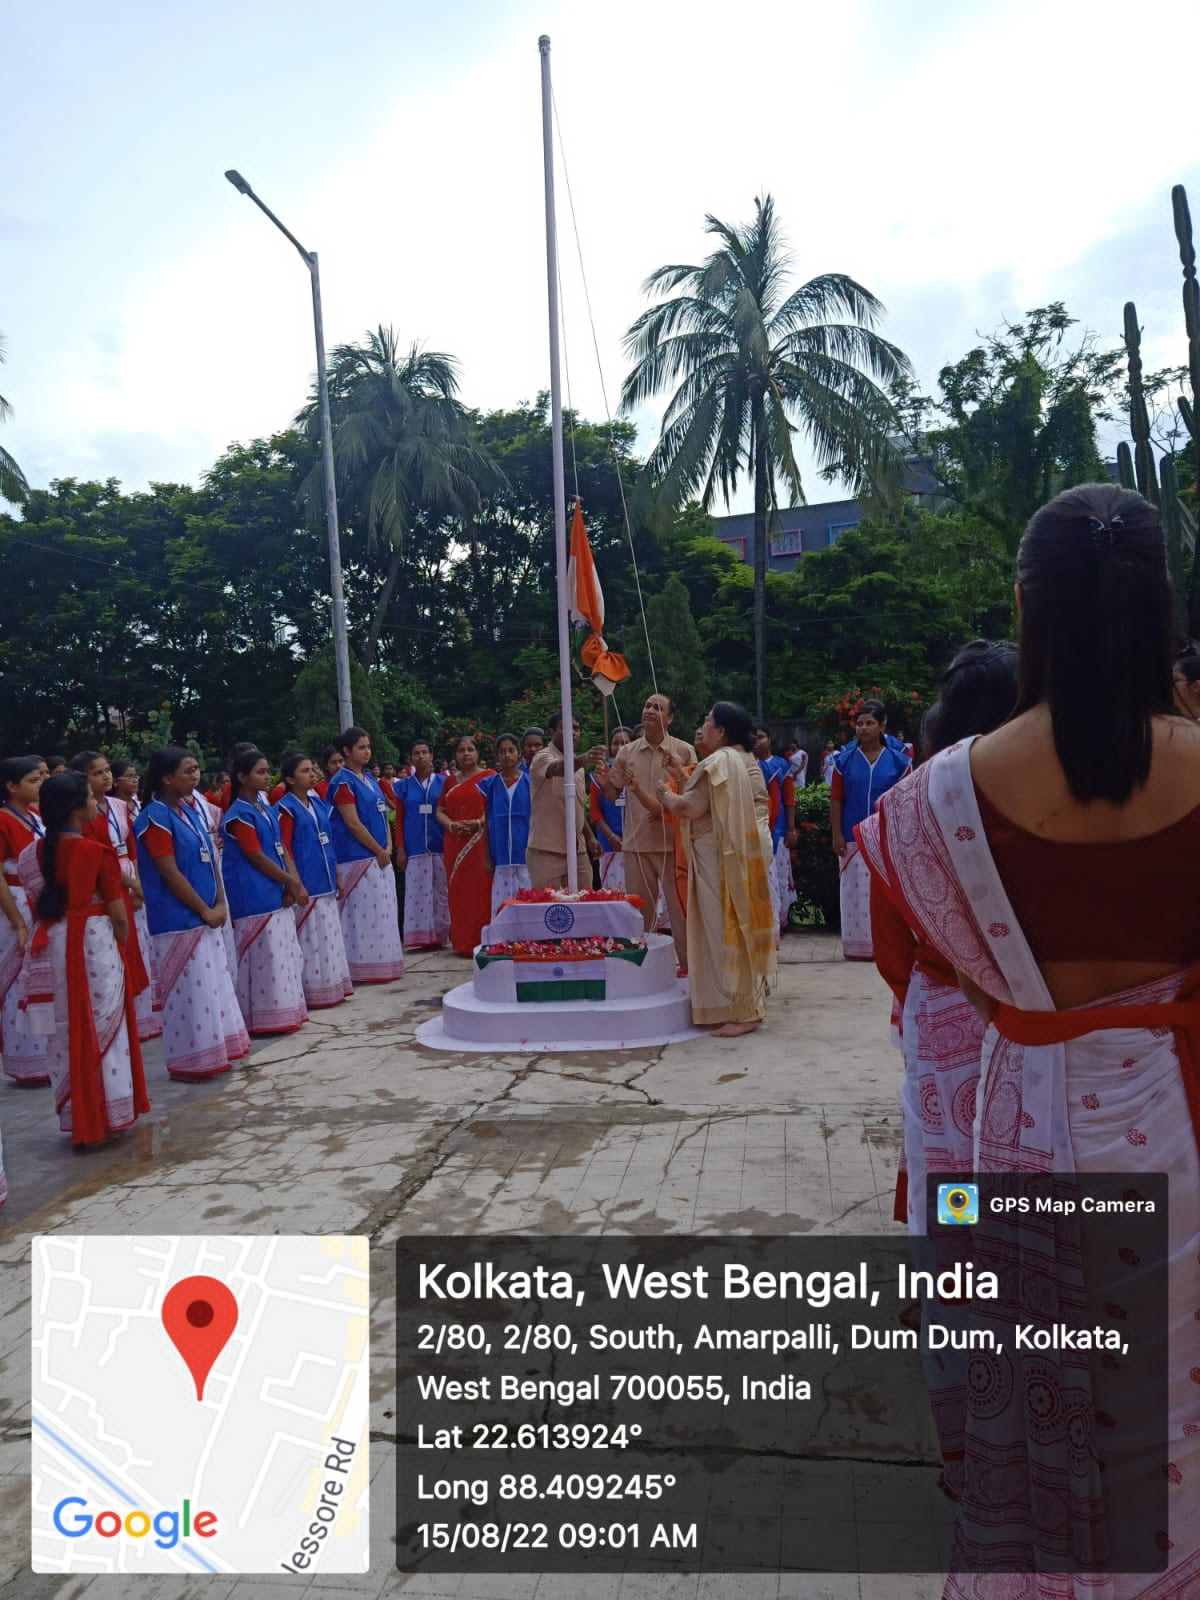 GPS Map Camera
Kolkata, West Bengal, India
2/80, 2/80, South, Amarpalli, Dum Dum, Kolkata,
West Bengal 700055, India
Lat 22.613924°
Long 88.409245°
15/08/22 09:01 AM
Jessore Rd
Google